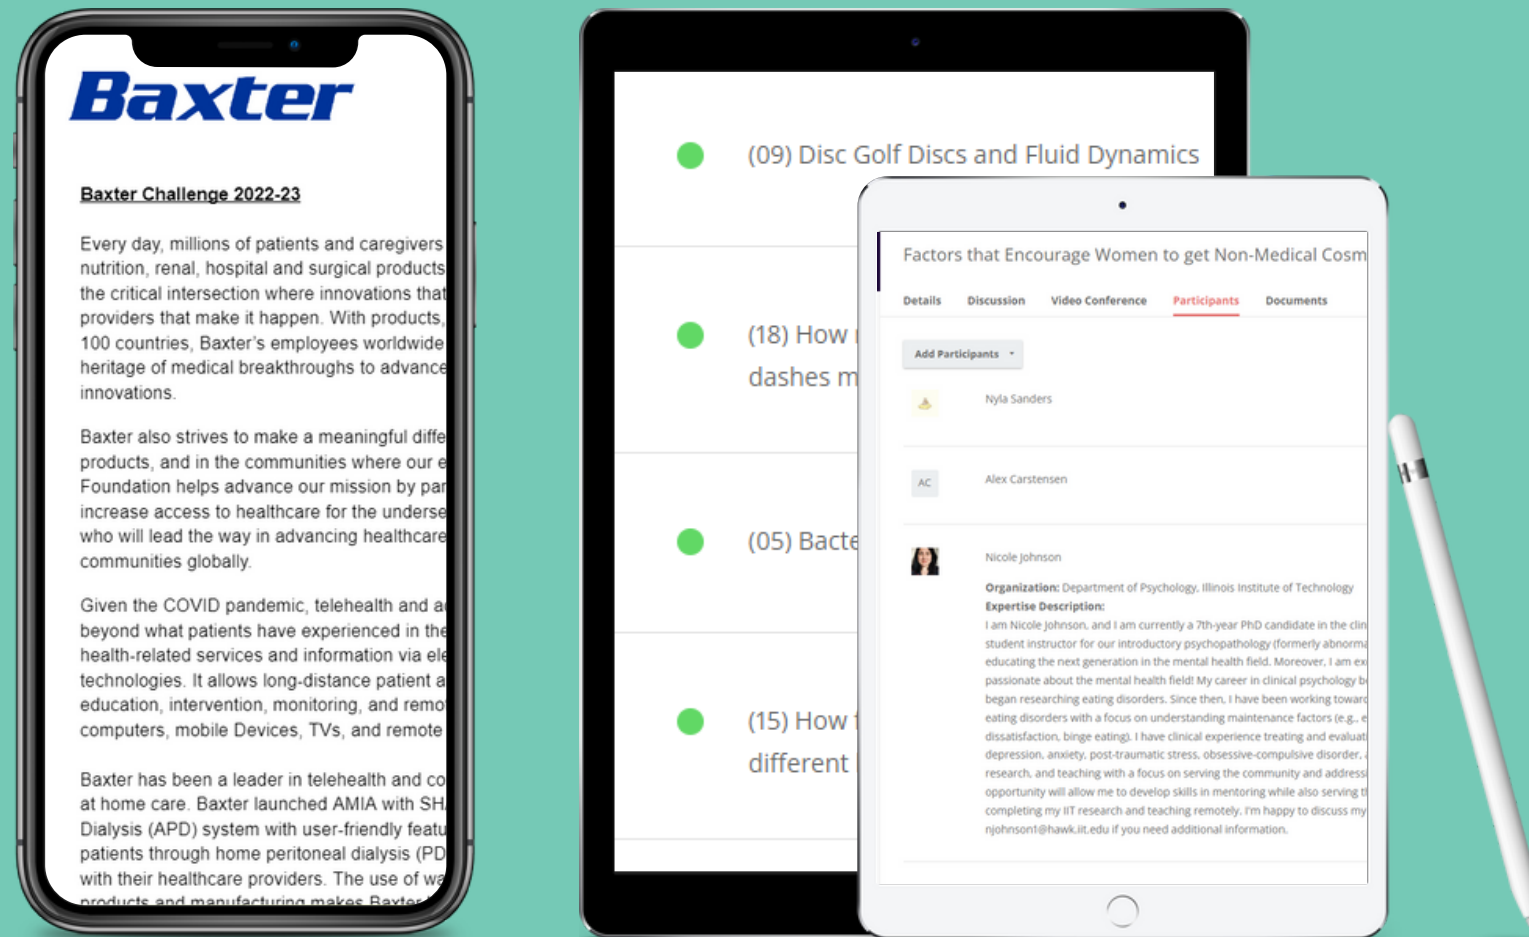 Baxter
Baxter Challenge 2022-23
Every day, millions of patients and caregivers
nutrition, renal, hospital and surgical products
the critical intersection where innovations that
providers that make it happen. With products,
100 countries, Baxter's employees worldwide
heritage of medical breakthroughs to advance
innovations.
Baxter also strives to make a meaningful diffe
products, and in the communities where our e
Foundation helps advance our mission by par
increase access to healthcare for the underse
who will lead the way in advancing healthcare
communities globally.
Given the COVID pandemic, telehealth and a
beyond what patients have experienced in the
health-related services and information via ele
technologies. It allows long-distance patient a
education, intervention, monitoring, and remo
computers, mobile Devices, TVs, and remote
Baxter has been a leader in telehealth and co
at home care. Baxter launched AMIA with SH
Dialysis (APD) system with user-friendly featu
patients through home peritoneal dialysis (PD
with their healthcare providers. The use of wa
products and manufacturing makes Baxter
(09) Disc Golf Discs and Fluid Dynamics
(18) How
dashes m
(05) Bacte
(15) How f
different
Factors that Encourage Women to get Non-Medical Cosm
Details Discussion Video Conference Participants Documents
Add Participants
Nyla Sanders
AC Alex Carstensen
Nicole Johnson
Organization: Department of Psychology, Illinois Institute of Technology
Expertise Description:
I am Nicole Johnson, and I am currently a 7th-year PhD candidate in the clin
student instructor for our introductory psychopathology (formerly abnorma
educating the next generation in the mental health field. Moreover, I am ex
passionate about the mental health field! My career in clinical psychology b
began researching eating disorders. Since then, I have been working toward
eating disorders with a focus on understanding maintenance factors (e.g., e
dissatisfaction, binge eating). I have clinical experience treating and evaluati
depression, anxiety, post-traumatic stress, obsessive-compulsive disorder,
research, and teaching with a focus on serving the community and addressi
opportunity will allow me to develop skills in mentoring while also serving t
completing my IIT research and teaching remotely. I'm happy to discuss my
njohnson1@hawk.iit.edu if you need additional information.